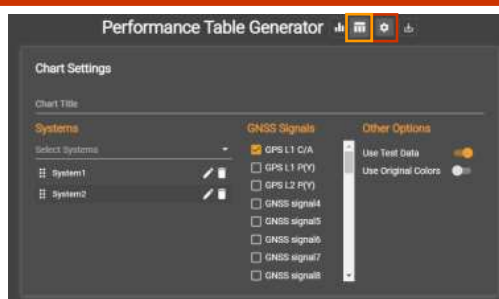 Performance Table Generator
Chart Settings
Chart Title
Systems
Select Systems
System1
System2
GNSS Signals
GPS L1 C/A
GPS L1 P(Y)
GPS L2 P(Y)
GNSS signal4
GNSS signal5
GNSS signal6
GNSS signal7
GNSS signal8
Other Options
Use Test Data
Use Original Colors